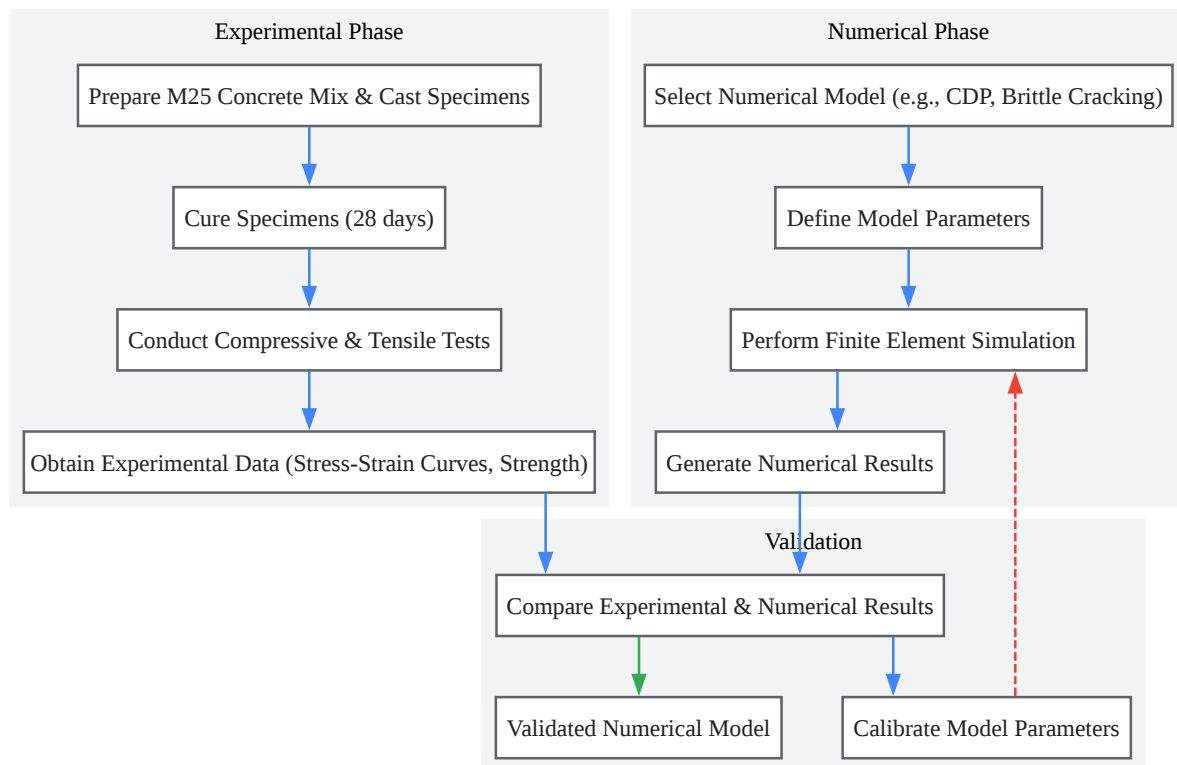 Experimental Phase
Prepare M25 Concrete Mix & Cast Specimens
Cure Specimens (28 days)
Conduct Compressive & Tensile Tests
Obtain Experimental Data (Stress-Strain Curves, Strength)
Numerical Phase
Select Numerical Model (e.g., CDP, Brittle Cracking)
Define Model Parameters
Perform Finite Element Simulation
Generate Numerical Results
Validation
Compare Experimental & Numerical Results
Validated Numerical Model
Calibrate Model Parameters